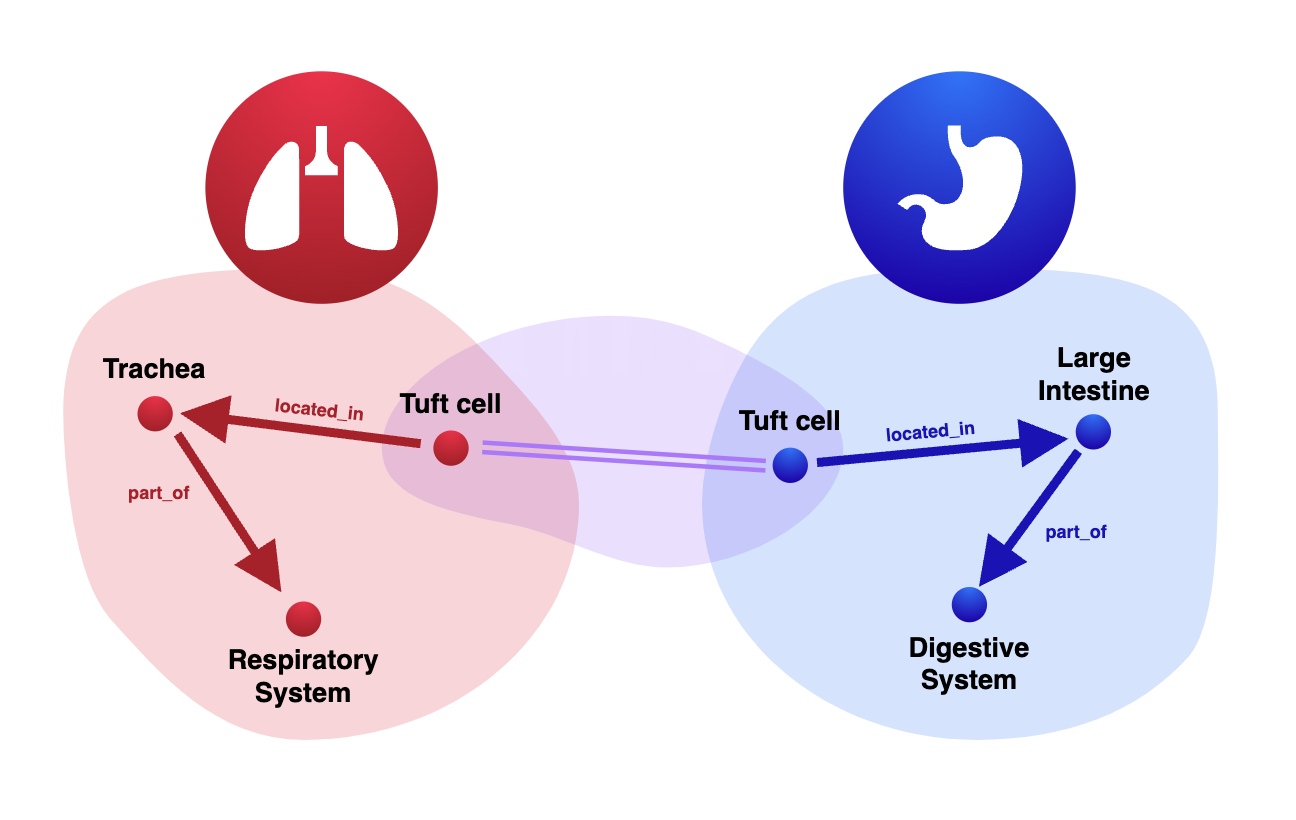 Trachea
located_in
Tuft cell
part_of
Respiratory
System
Tuft cell
located_in
Large
Intestine
part_of
Digestive
System